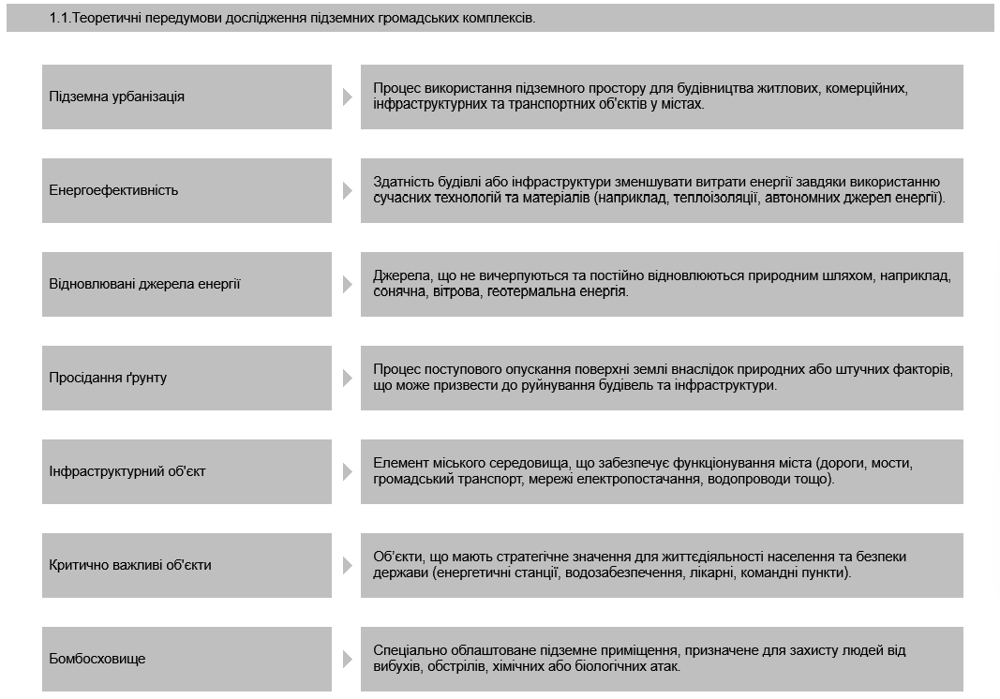 1.1.Теоретичні передумови дослідження підземних громадських комплексів.
Підземна урбанізація
Процес використання підземного простору для будівництва житлових, комерційних,
інфраструктурних та транспортних об'єктів у містах.
Енергоефективність
Здатність будівлі або інфраструктури зменшувати витрати енергії завдяки використанню
сучасних технологій та матеріалів (наприклад, теплоізоляції, автономних джерел енергії).
Відновлювані джерела енергії
Джерела, що не вичерпуються та постійно відновлюються природним шляхом, наприклад,
сонячна, вітрова, геотермальна енергія.
Просідання ґрунту
Процес поступового опускання поверхні землі внаслідок природних або штучних факторів,
що може призвести до руйнування будівель та інфраструктури.
Інфраструктурний об'єкт
Елемент міського середовища, що забезпечує функціонування міста (дороги, мости,
громадський транспорт, мережі електропостачання, водопроводи тощо).
Критично важливі об'єкти
Об’єкти, що мають стратегічне значення для життєдіяльності населення та безпеки
держави (енергетичні станції, водозабезпечення, лікарні, командні пункти).
Бомбосховище
Спеціально облаштоване підземне приміщення, призначене для захисту людей від
вибухів, обстрілів, хімічних або біологічних атак.